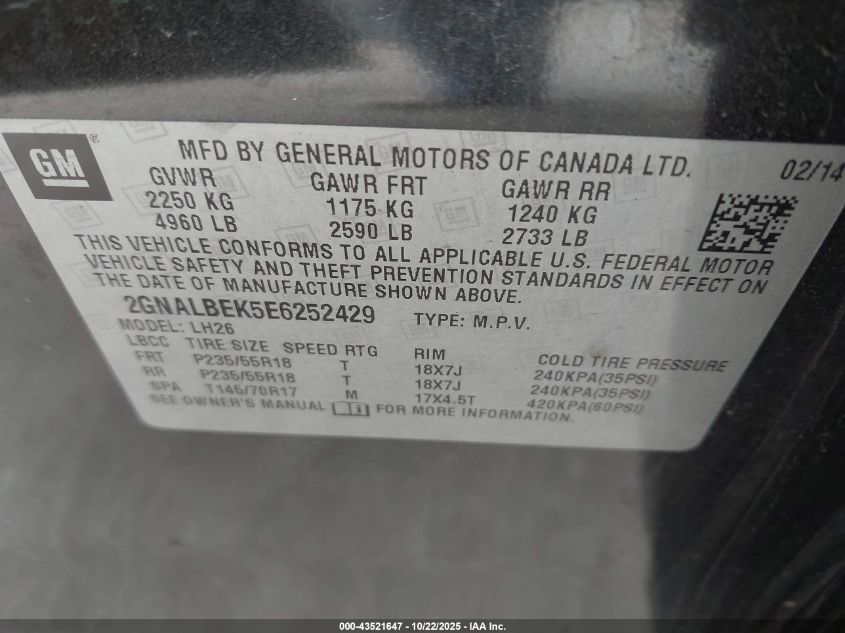 GM ®
MFD BY GENERAL MOTORS OF CANADA LTD. 02/14
GVWR GAWR FRT GAWR RR
2250 KG 1175 KG 1240 KG
4960 LB 2590 LB 2733 LB
THIS VEHICLE CONFORMS TO ALL APPLICABLE U.S. FEDERAL MOTOR
VEHICLE SAFETY AND THEFT PREVENTION STANDARDS IN EFFECT ON
THE DATE OF MANUFACTURE SHOWN ABOVE.
2GNALBEK5E6252429 TYPE: M.P.V.
MODEL: LH26
LBCC TIRE SIZE SPEED RTG RIM COLD TIRE PRESSURE
FRT P235/55R18 T 18X7J 240KPA(35PSI)
RR P235/55R18 T 18X7J 240KPA(35PSI)
SPA T145/70R17 M 17X4.5T 420KPA(60PSI)
SEE OWNER'S MANUAL FOR MORE INFORMATION.
000-43521647 - 10/22/2025 - IAA Inc.